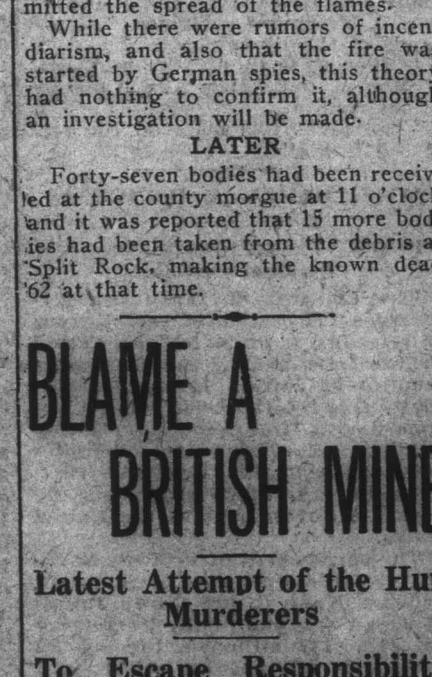 mitted the spread of the flames.
While there were rumors of incen
diarism, and also that the fire wa
started by German spies, this theor
had nothing to confirm it, althoug
an investigation will be made.
LATER
Forty-seven bodies had been receiv
ed at the county morgue at 11 o'cloc
and it was reported that 15 more bod
ies had been taken from the debris a
Split Rock, making the known dea
62 at that time.
BLAME A
BRITISH MINE
Latest Attempt of the Hu
Murderers
To Escape Responsibilit